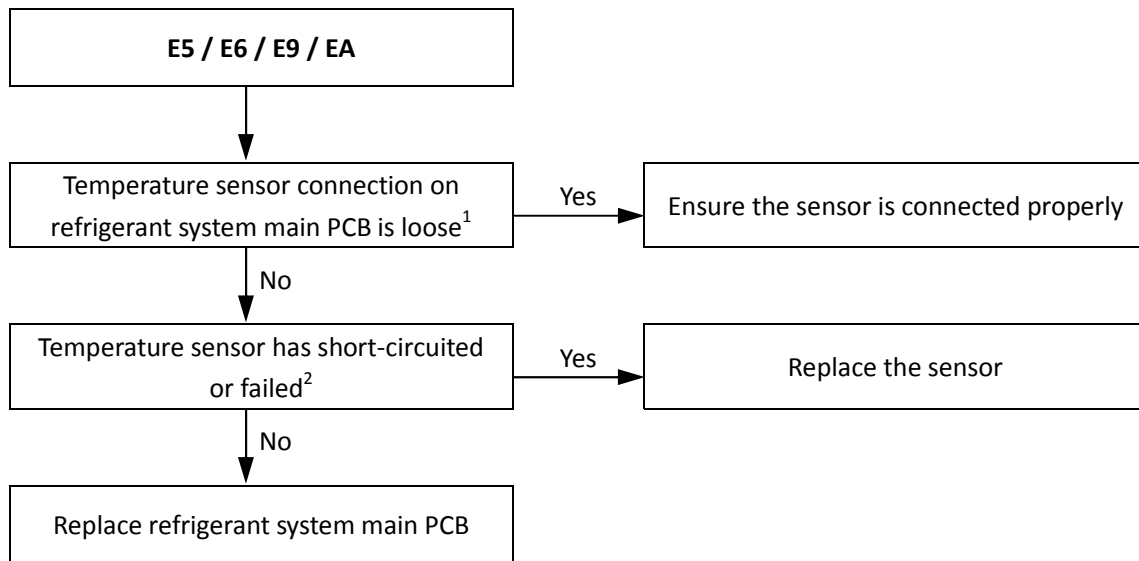 E5 / E6 / E9 / EA
Temperature sensor connection on
refrigerant system main PCB is loose¹
Yes
Ensure the sensor is connected properly
No
Temperature sensor has short-circuited
or failed²
Yes
Replace the sensor
No
Replace refrigerant system main PCB